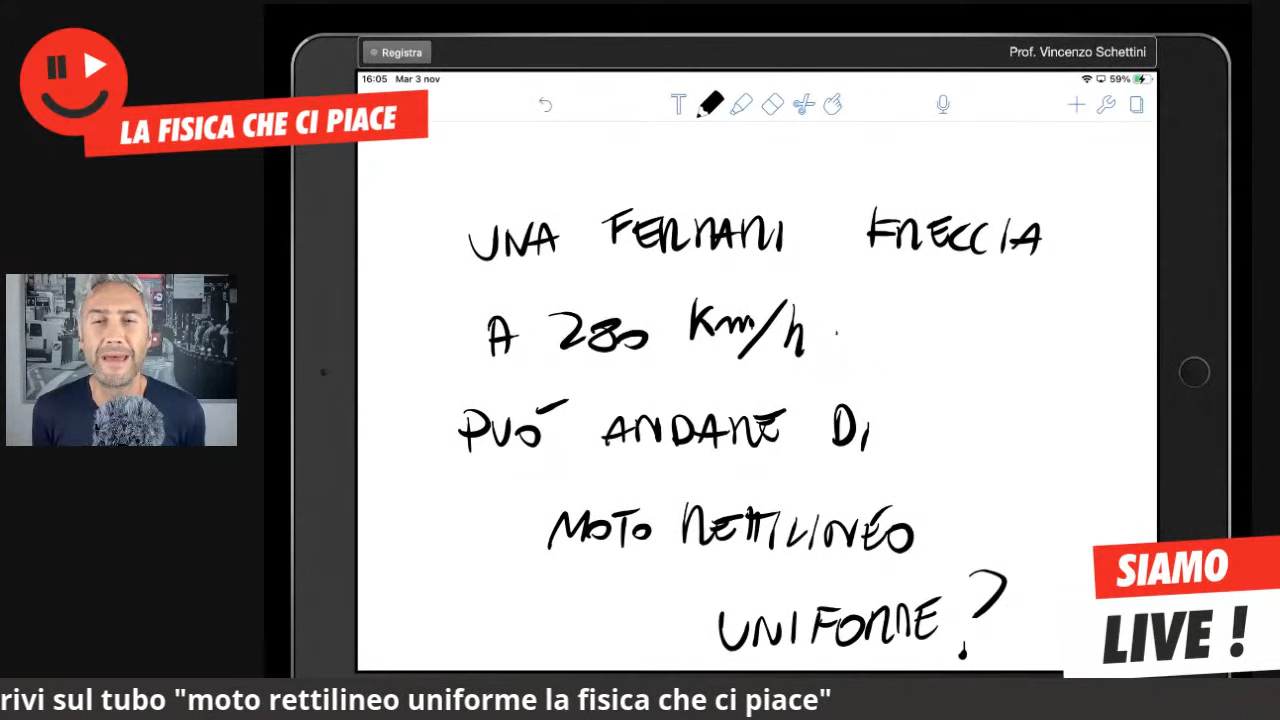 Registra
Prof. Vincenzo Schettini
16:05 Mar 3 nov
59%
T
LA FISICA CHE CI PIACE
UNA FERRARI FRECCIA
A 280 Km/h.
PUÓ ANDARE DI
MOTO RETTILINEO
UNIFORME?
SIAMO
LIVE !
rivi sul tubo "moto rettilineo uniforme la fisica che ci piace"